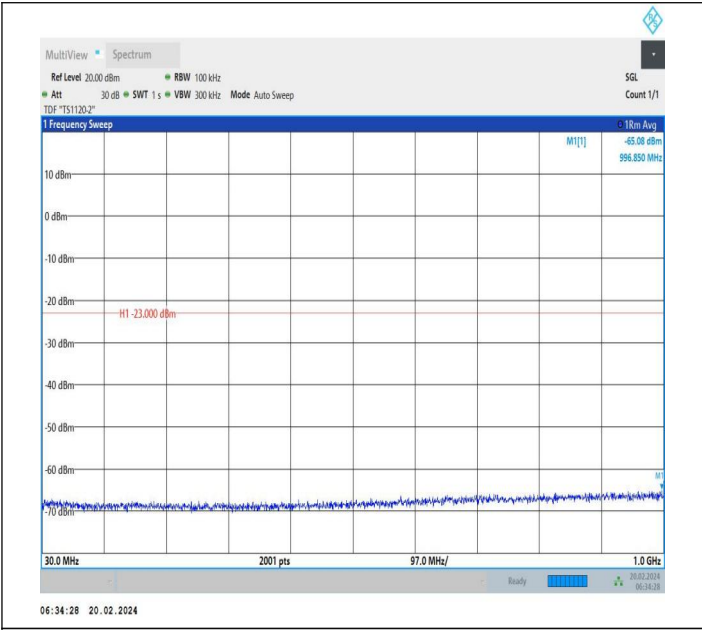 R S
MultiView Spectrum
Ref Level 20.00 dBm RBW 100 kHz SGL
Att 30 dB SWT 1 s VBW 300 kHz Mode Auto Sweep Count 1/1
TDF "TS1120-2"
1 Frequency Sweep 1Rm Avg
M1[1] -65.08 dBm
996.850 MHz
10 dBm
0 dBm
-10 dBm
-20 dBm
H1 -23.000 dBm
-30 dBm
-40 dBm
-50 dBm
-60 dBm
M1
-70 dBm
30.0 MHz 2001 pts 97.0 MHz/ 1.0 GHz
Ready 20.02.2024
06:34:28
06:34:28 20.02.2024